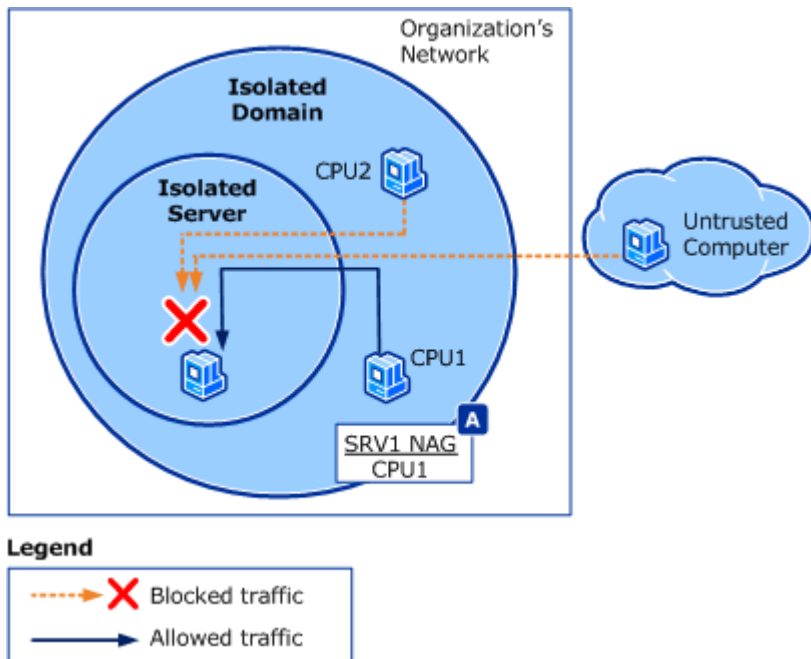 Organization's
Network
Isolated
Domain
CPU2
Isolated
Server
Untrusted
Computer
CPU1
A
SRV1 NAG
CPU1
Legend
Blocked traffic
Allowed traffic